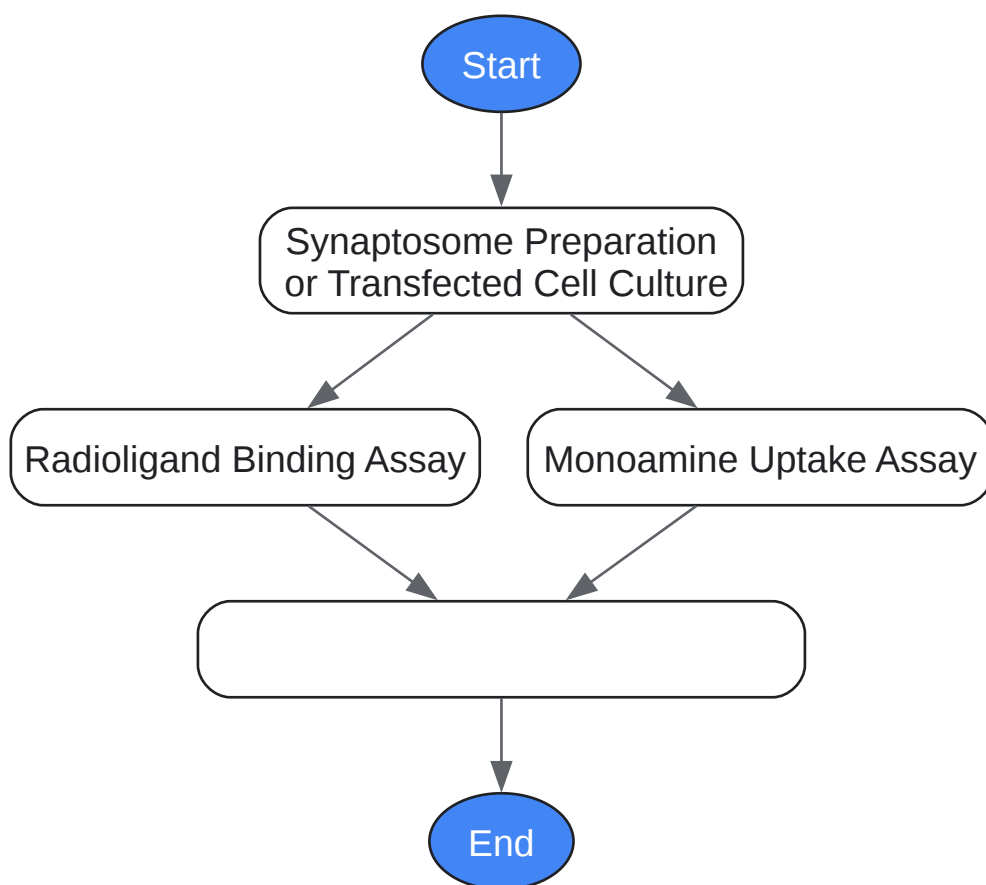 Start
Synaptosome Preparation
or Transfected Cell Culture
Radioligand Binding Assay
Monoamine Uptake Assay
End